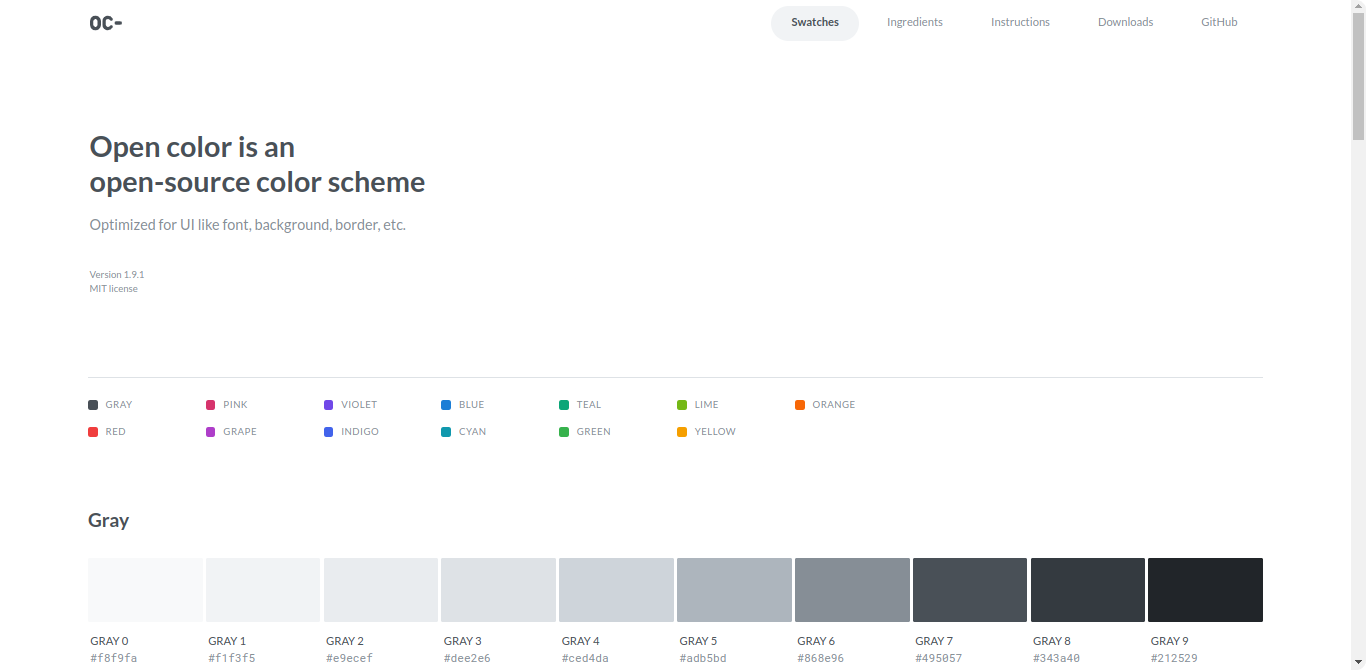 oc-
Swatches Ingredients Instructions Downloads GitHub
Open color is an
open-source color scheme
Optimized for UI like font, background, border, etc.
Version 1.9.1
MIT license
GRAY PINK VIOLET BLUE TEAL LIME ORANGE
RED GRAPE INDIGO CYAN GREEN YELLOW
Gray
GRAY 0 GRAY 1 GRAY 2 GRAY 3 GRAY 4 GRAY 5 GRAY 6 GRAY 7 GRAY 8 GRAY 9
#f8f9fa #f1f3f5 #e9ecef #dee2e6 #ced4da #adb5bd #868e96 #495057 #343a40 #212529